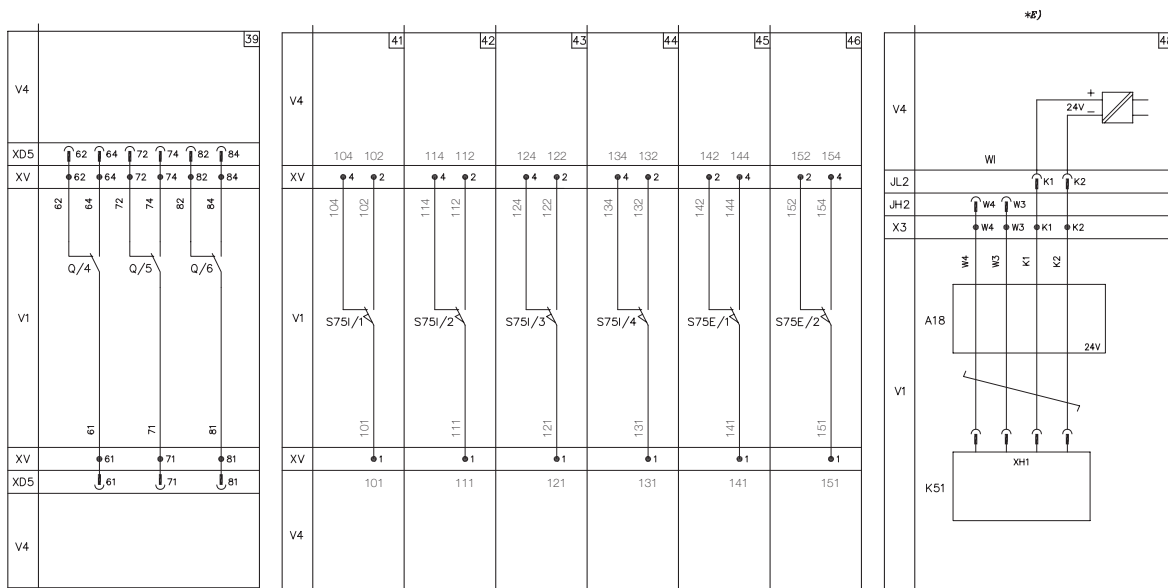 *E)
39
V4
XD5
62 64 72 74 82 84
XV
62 64 72 74 82 84
62 64 72 74 82 84
Q/4 Q/5 Q/6
V1
61 71 81
XV
61 71 81
XD5
61 71 81
V4
41 42 43 44 45 46
V4
104 102 114 112 124 122 134 132 142 144 152 154
XV
4 2 4 2 4 2 4 2 2 4 2 4
104 102 114 112 124 122 134 132 142 144 152 154
V1
S75I/1 S75I/2 S75I/3 S75I/4 S75E/1 S75E/2
101 111 121 131 141 151
XV
1 1 1 1 1 1
101 111 121 131 141 151
V4
V4
+
24V –
WI
JL2
K1 K2
JH2
W4 W3
X3
W4 W3 K1 K2
W4 W3 K1 K2
A18
24V
V1
XH1
K51